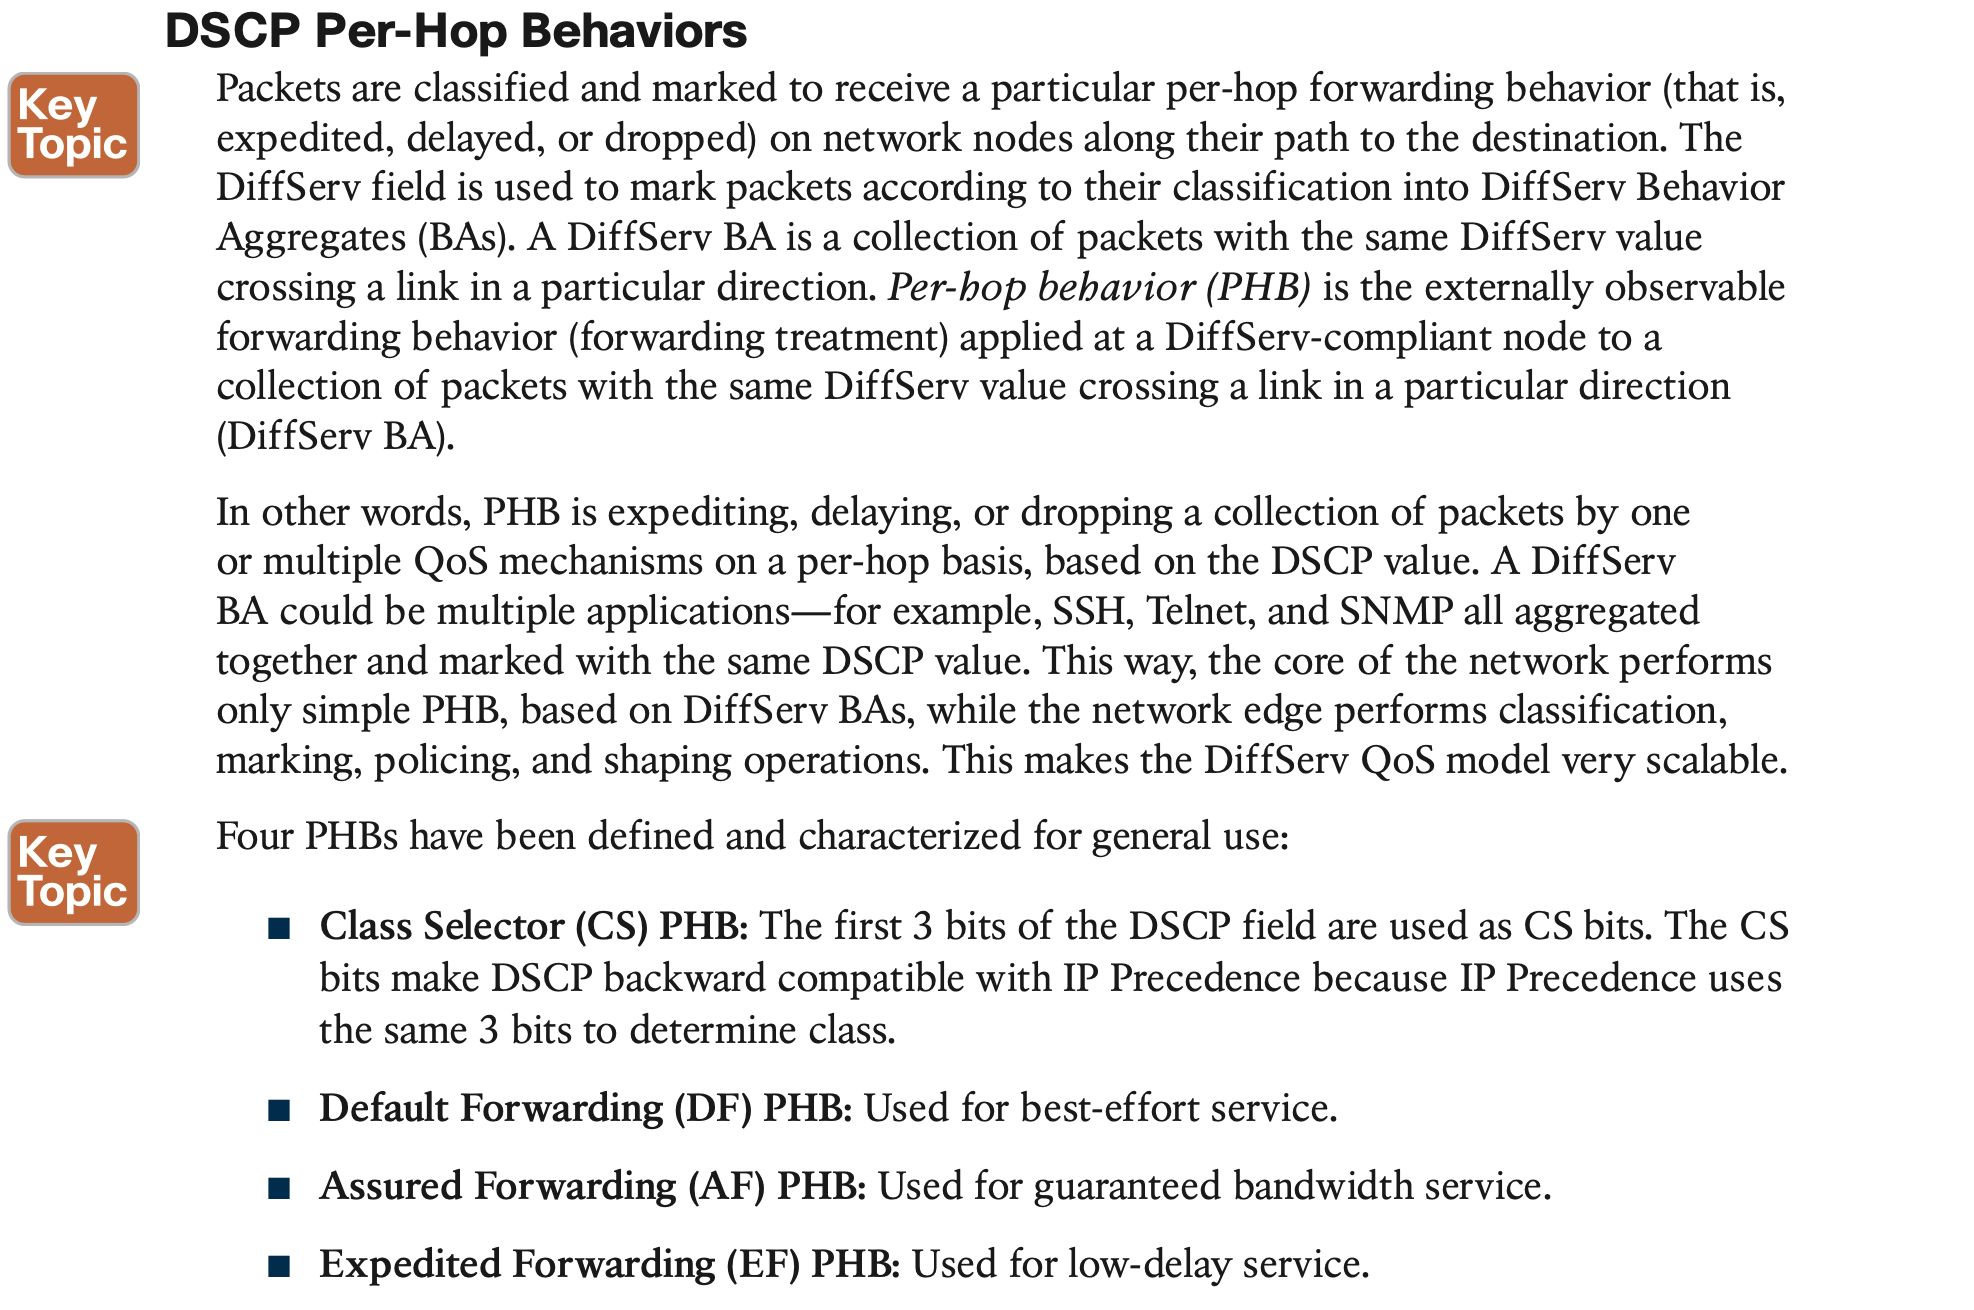 DSCP Per-Hop Behaviors
Key
Topic
Packets are classified and marked to receive a particular per-hop forwarding behavior (that is,
expedited, delayed, or dropped) on network nodes along their path to the destination. The
DiffServ field is used to mark packets according to their classification into DiffServ Behavior
Aggregates (BAs). A DiffServ BA is a collection of packets with the same DiffServ value
crossing a link in a particular direction. Per-hop behavior (PHB) is the externally observable
forwarding behavior (forwarding treatment) applied at a DiffServ-compliant node to a
collection of packets with the same DiffServ value crossing a link in a particular direction
(DiffServ BA).
In other words, PHB is expediting, delaying, or dropping a collection of packets by one
or multiple QoS mechanisms on a per-hop basis, based on the DSCP value. A DiffServ
BA could be multiple applications—for example, SSH, Telnet, and SNMP all aggregated
together and marked with the same DSCP value. This way, the core of the network performs
only simple PHB, based on DiffServ BAs, while the network edge performs classification,
marking, policing, and shaping operations. This makes the DiffServ QoS model very scalable.
Key
Topic
Four PHBs have been defined and characterized for general use:
■ Class Selector (CS) PHB: The first 3 bits of the DSCP field are used as CS bits. The CS
bits make DSCP backward compatible with IP Precedence because IP Precedence uses
the same 3 bits to determine class.
■ Default Forwarding (DF) PHB: Used for best-effort service.
■ Assured Forwarding (AF) PHB: Used for guaranteed bandwidth service.
■ Expedited Forwarding (EF) PHB: Used for low-delay service.